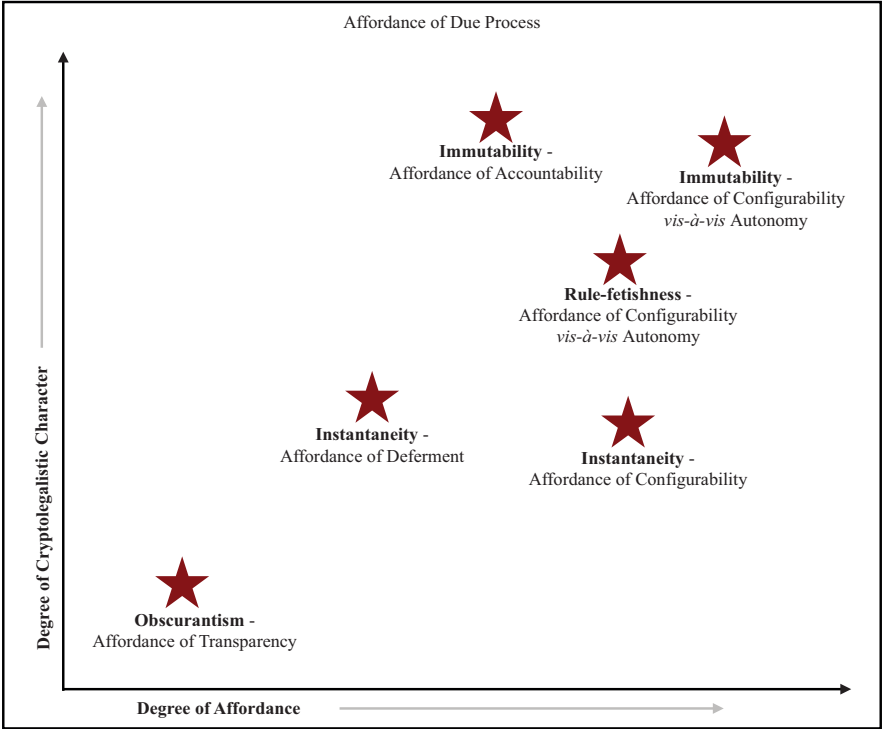 Affordance of Due Process
Immutability -
Affordance of Accountability
Immutability -
Affordance of Configurability
vis-à-vis Autonomy
Rule-fetishness -
Affordance of Configurability
vis-à-vis Autonomy
Instantaneity -
Affordance of Deferment
Instantaneity -
Affordance of Configurability
Obscurantism -
Affordance of Transparency
Degree of Cryptolegalistic Character
Degree of Affordance